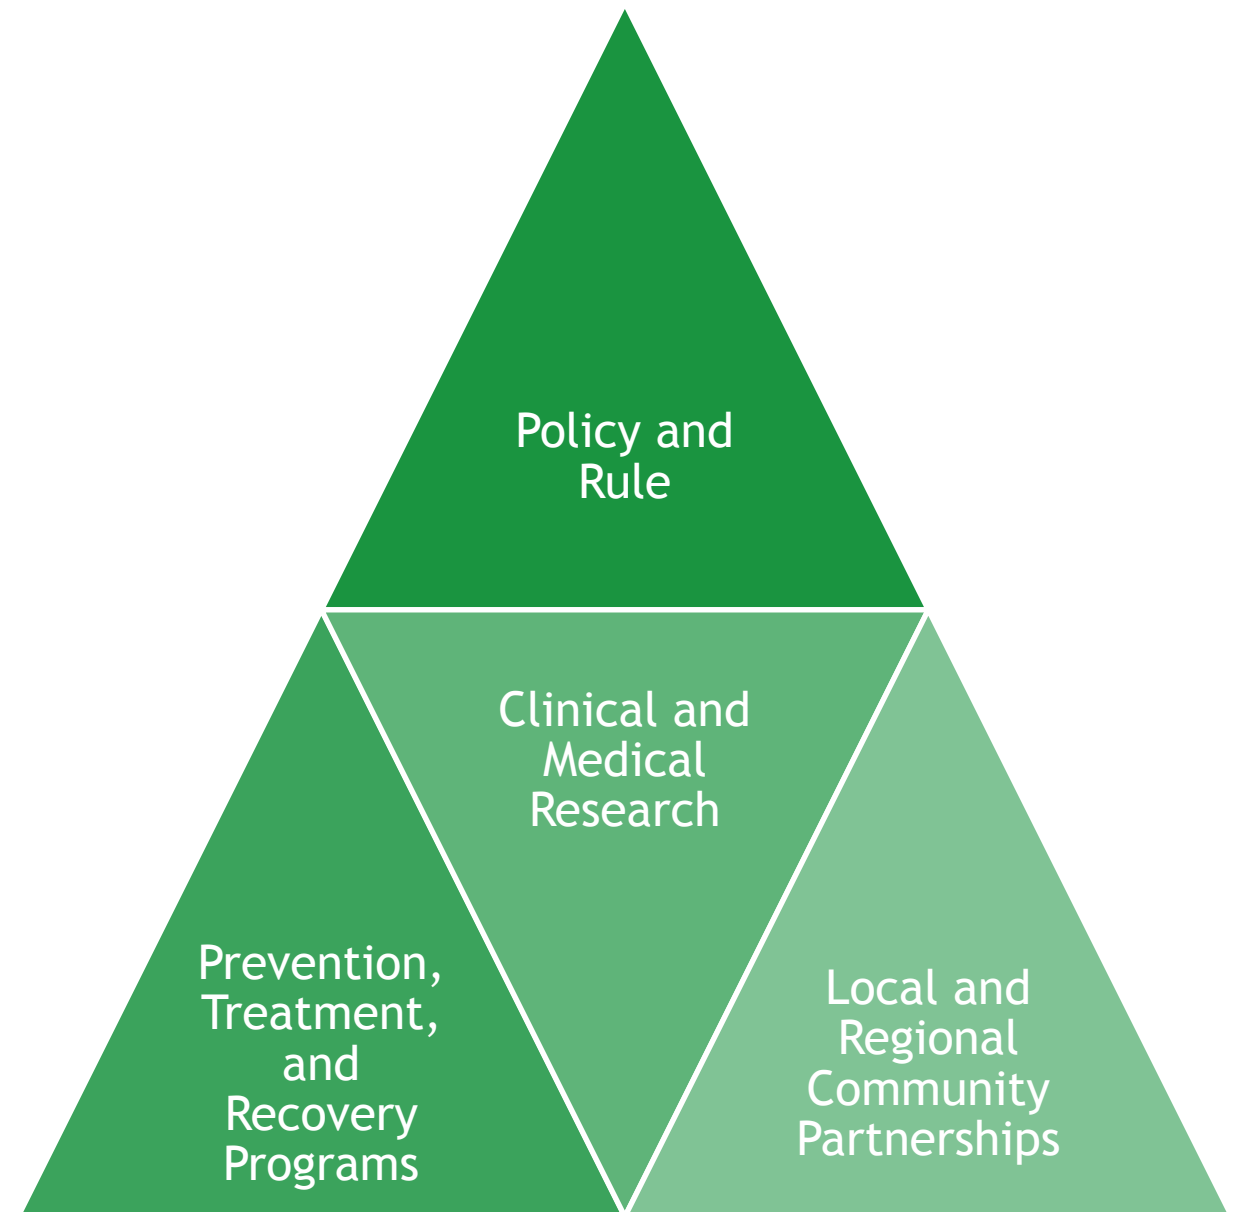 Policy and
Rule
Clinical and
Medical
Research
Prevention,
Treatment,
and
Recovery
Programs
Local and
Regional
Community
Partnerships